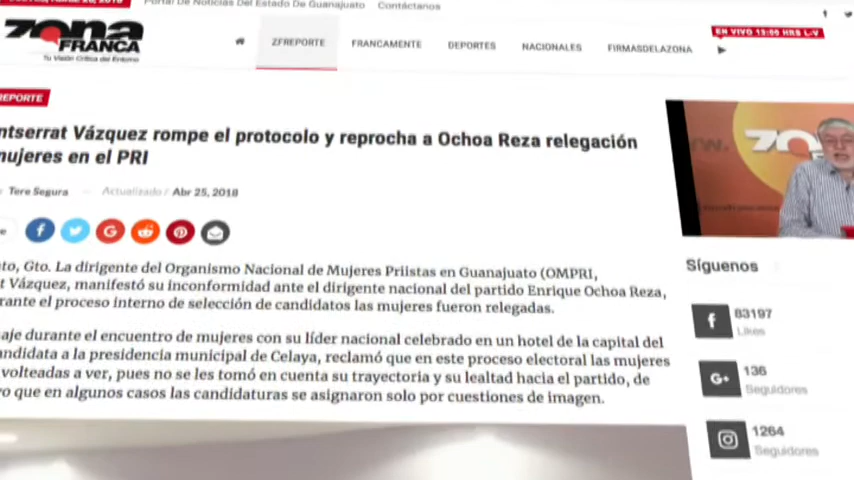 Portal De Noticias Del Estado De Guanajuato Contáctanos
ZONA
FRANCA
Tu Visión Crítica del Entorno
ZFREPORTE FRANCAMENTE DEPORTES NACIONALES FIRMASDELAZONA
EN VIVO 13:00 HRS L-V
REPORTE
ntserrat Vázquez rompe el protocolo y reprocha a Ochoa Reza relegación
mujeres en el PRI
Tere Segura — Actualizado / Abr 25, 2018
to, Gto. La dirigente del Organismo Nacional de Mujeres Priistas en Guanajuato (OMPRI,
t Vázquez, manifestó su inconformidad ante el dirigente nacional del partido Enrique Ochoa Reza,
rante el proceso interno de selección de candidatos las mujeres fueron relegadas.
aje durante el encuentro de mujeres con su líder nacional celebrado en un hotel de la capital del
andidata a la presidencia municipal de Celaya, reclamó que en este proceso electoral las mujeres
volteadas a ver, pues no se les tomó en cuenta su trayectoria y su lealtad hacia el partido, de
o que en algunos casos las candidaturas se asignaron solo por cuestiones de imagen.
Síguenos
83197
Likes
G+
136
Seguidores
1264
Seguidores